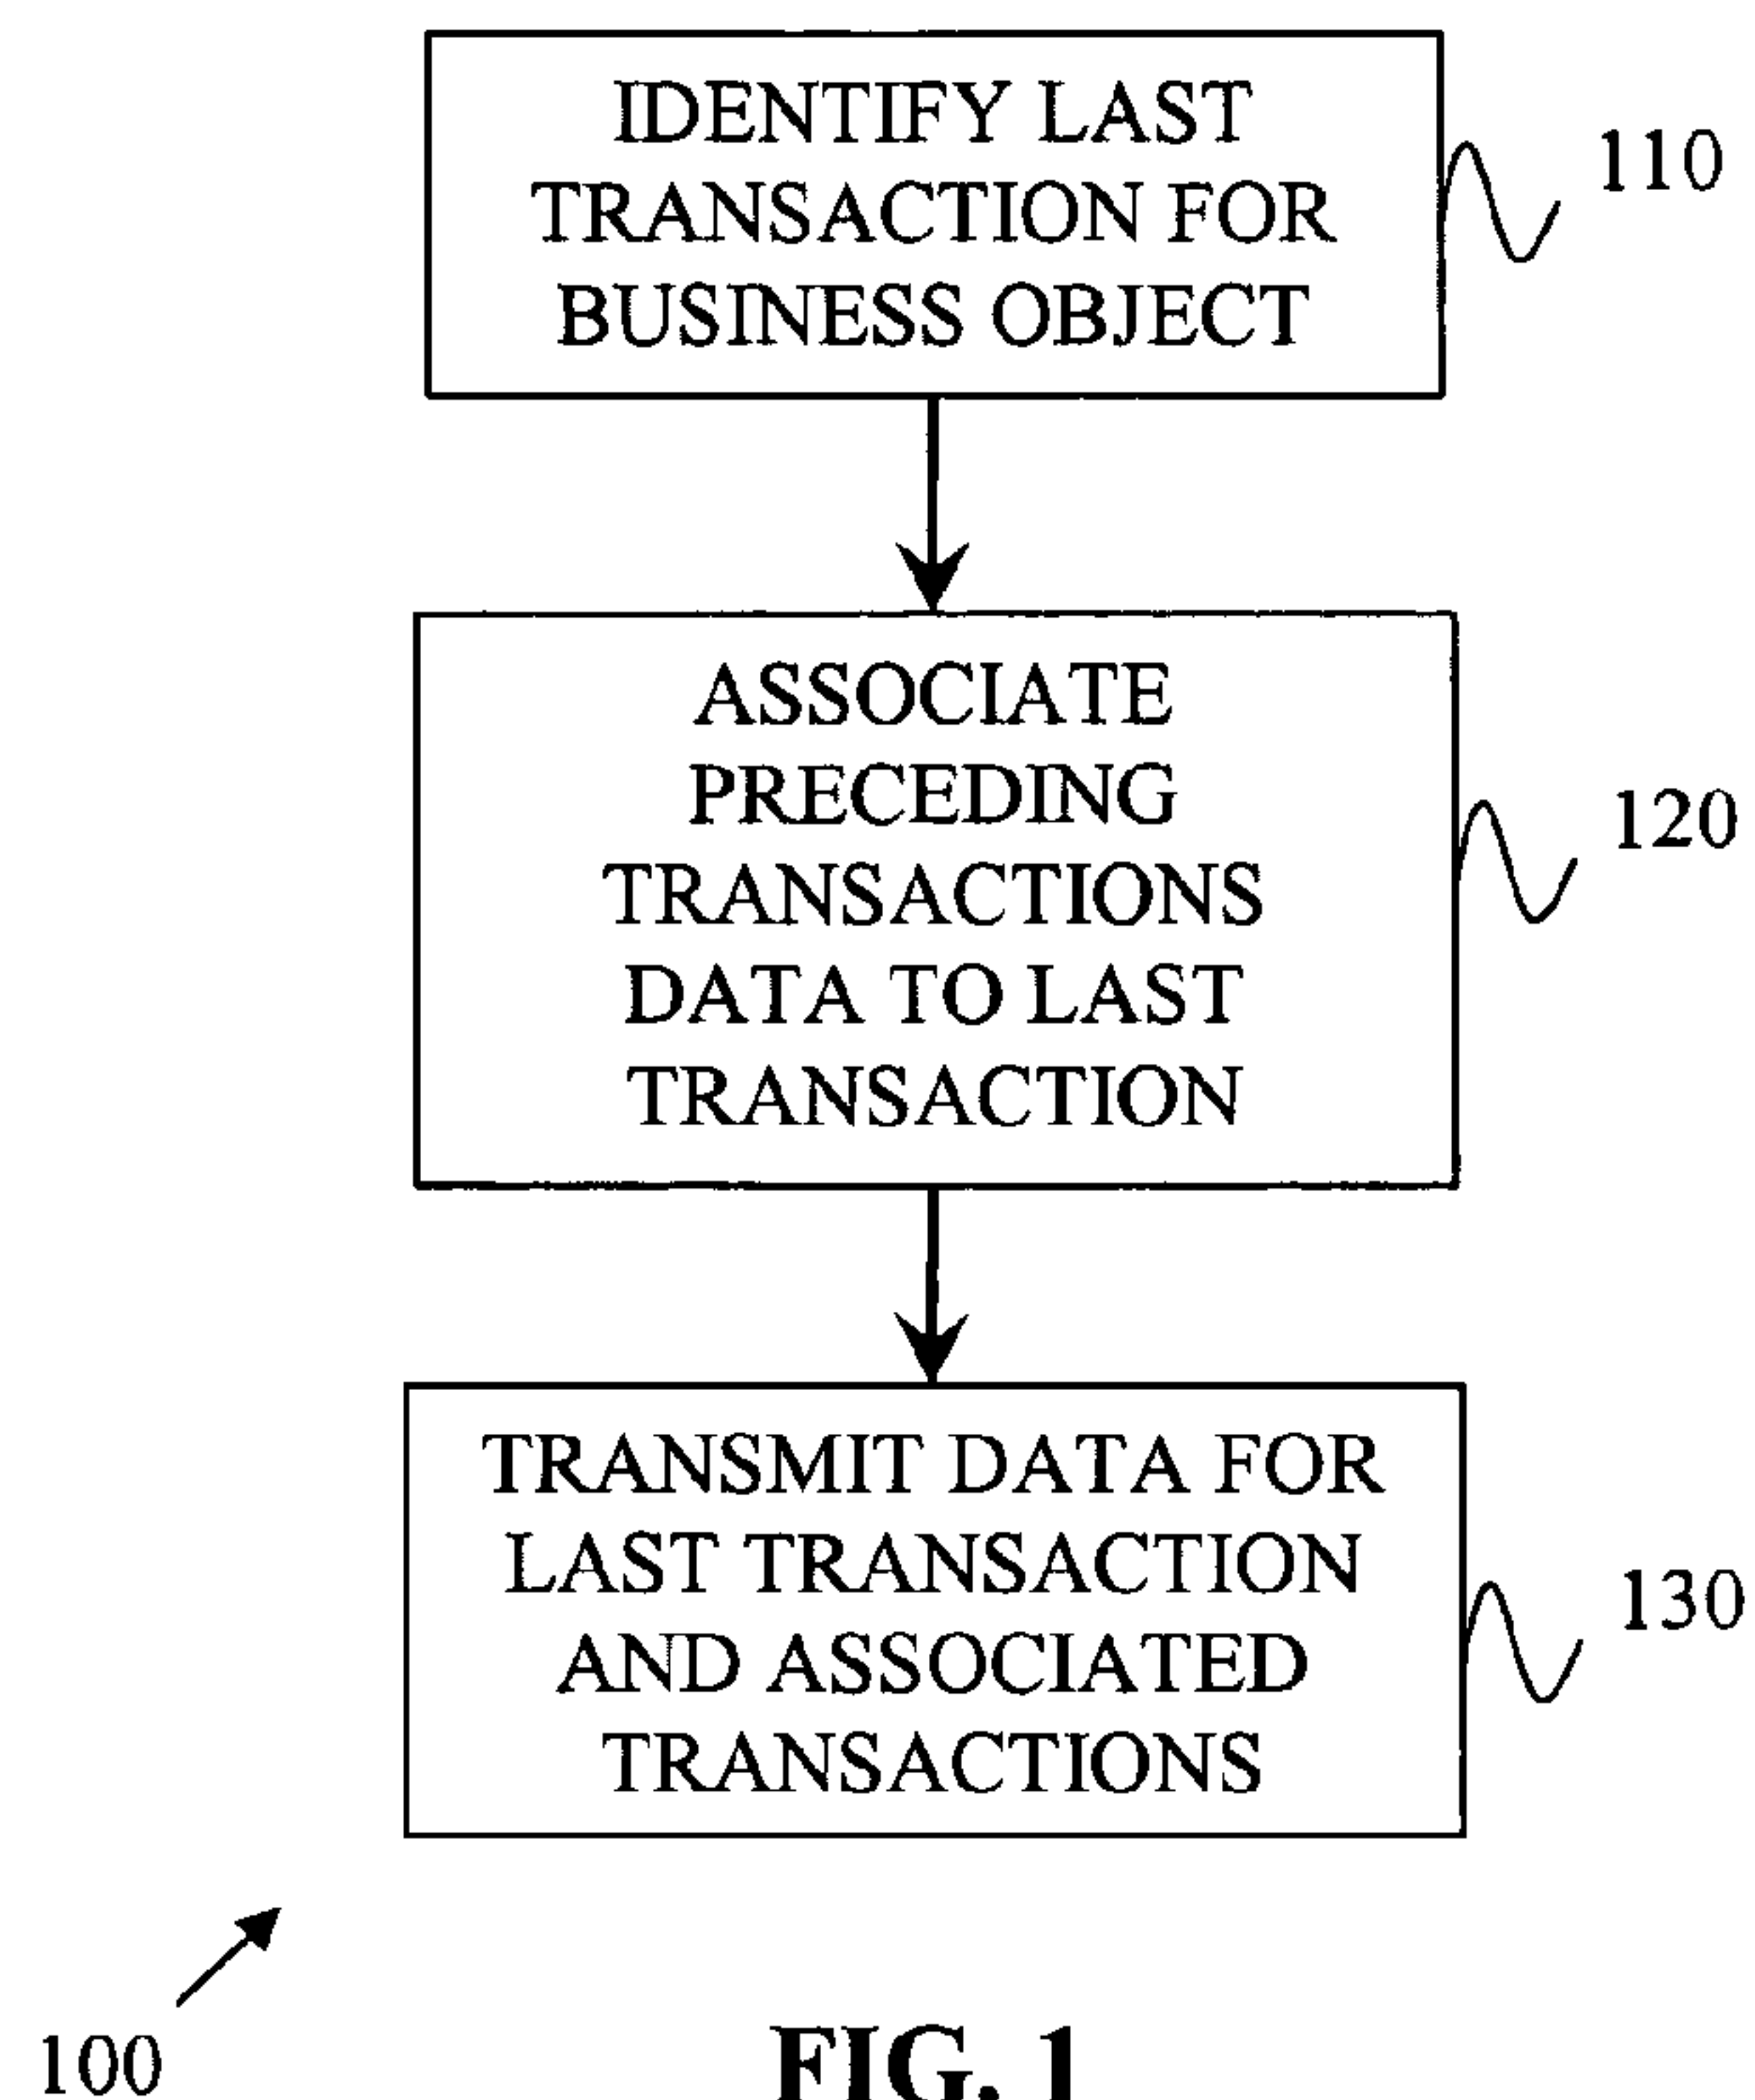 IDENTIFY LAST
TRANSACTION FOR
BUSINESS OBJECT
110
ASSOCIATE
PRECEDING
TRANSACTIONS
DATA TO LAST
TRANSACTION
120
TRANSMIT DATA FOR
LAST TRANSACTION
AND ASSOCIATED
TRANSACTIONS
130
100
FIG. 1